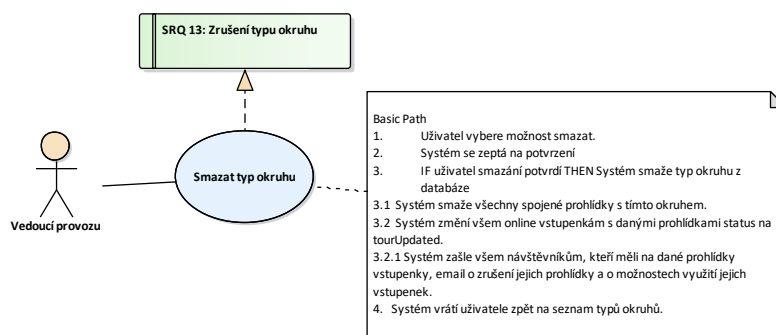 SRQ 13: Zrušení typu okruhu
Smazat typ okruhu
Vedoucí provozu
Basic Path
1. Uživatel vybere možnost smazat.
2. Systém se zeptá na potvrzení
3. IF uživatel smazání potvrdí THEN Systém smaže typ okruhu z
databáze
3.1 Systém smaže všechny spojené prohlídky s tímto okruhem.
3.2 Systém změní všem online vstupenkám s danými prohlídkami status na
tourUpdated.
3.2.1 Systém zašle všem návštěvníkům, kteří měli na dané prohlídky
vstupenky, email o zrušení jejich prohlídky a o možnostech využití jejich
vstupenek.
4. Systém vrátí uživatele zpět na seznam typů okruhů.